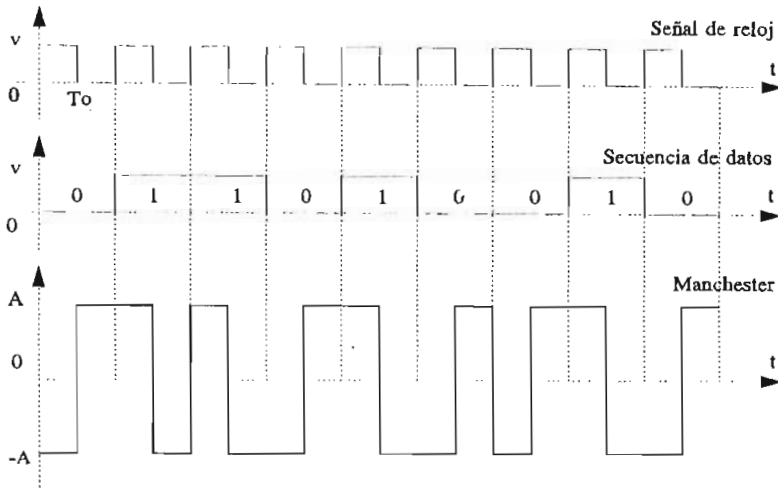 v
Señal de reloj
t
0
To
v
Secuencia de datos
0 1 1 0 1 0 0 1 0
0
t
A
Manchester
0
t
-A